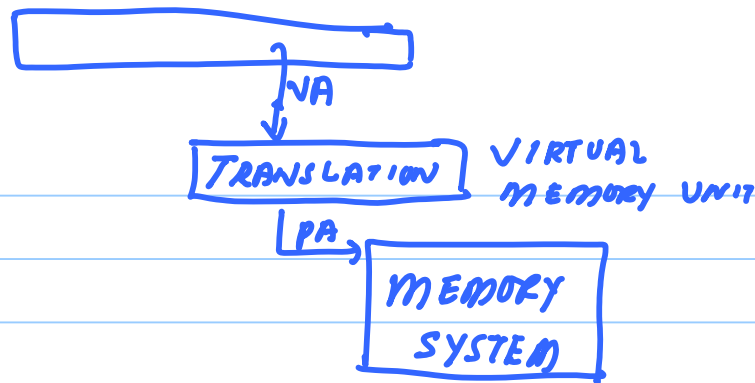 VA
TRANSLATION
VIRTUAL
MEMORY UNIT
PA
MEMORY
SYSTEM